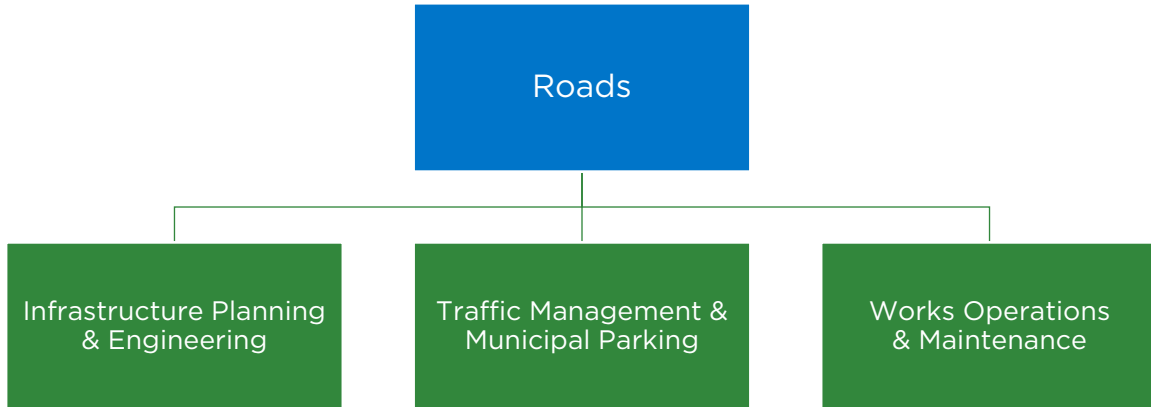 Roads
Infrastructure Planning
& Engineering
Traffic Management &
Municipal Parking
Works Operations
& Maintenance